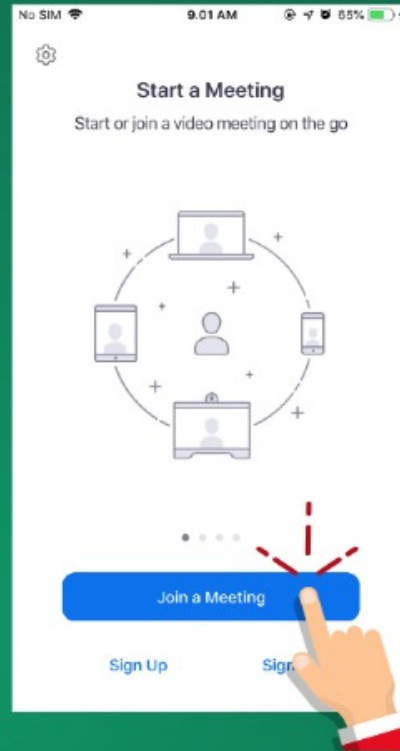 No SIM 9.01 AM 65%
Start a Meeting
Start or join a video meeting on the go
Join a Meeting
Sign Up